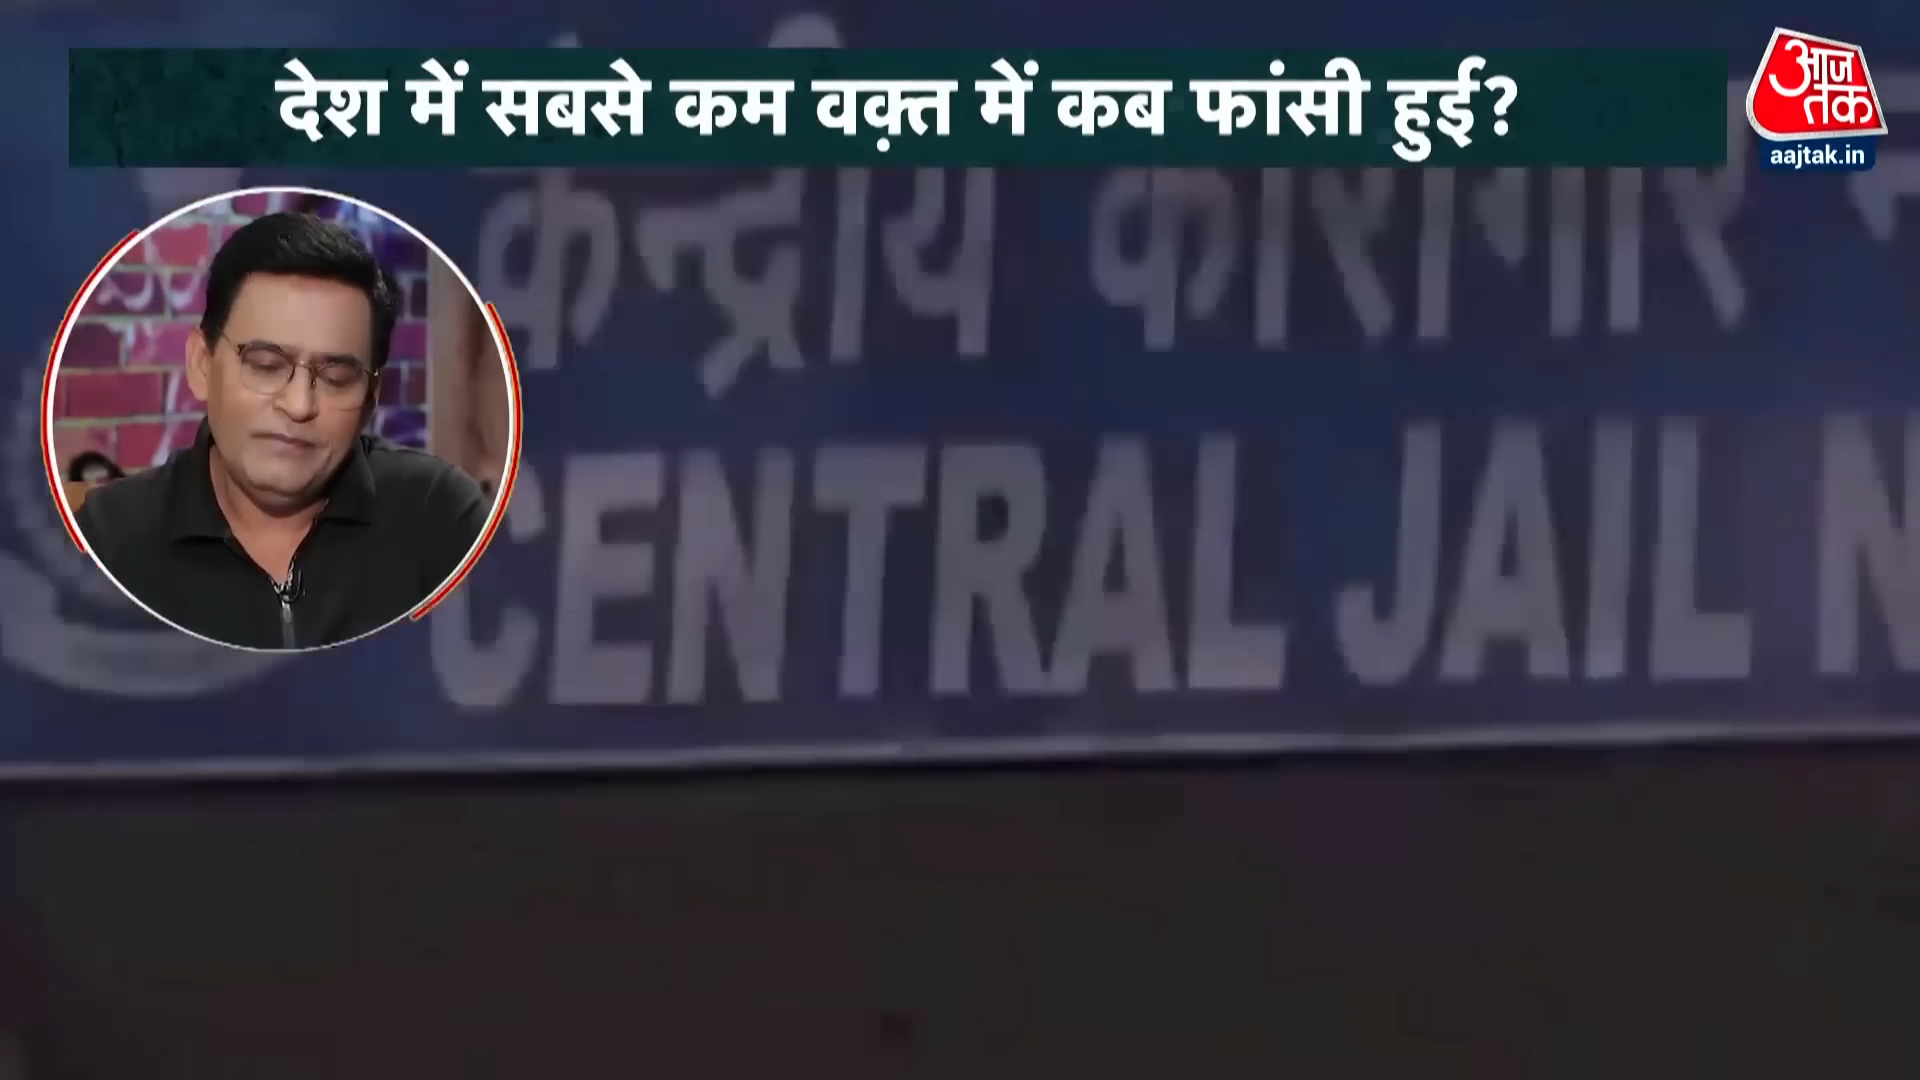 देश में सबसे कम वक़्त में कब फांसी हुई?
आज
तक
aajtak.in
केन्द्रीय कारागार
CENTRAL JAIL N